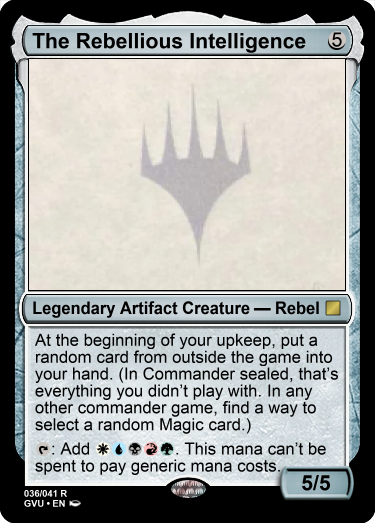 The Rebellious Intelligence 5
Legendary Artifact Creature — Rebel
At the beginning of your upkeep, put a
random card from outside the game into
your hand. (In Commander sealed, that's
everything you didn't play with. In any
other commander game, find a way to
select a random Magic card.)
: Add . This mana can't be
spent to pay generic mana costs.
5/5
036/041 R
GVU • EN